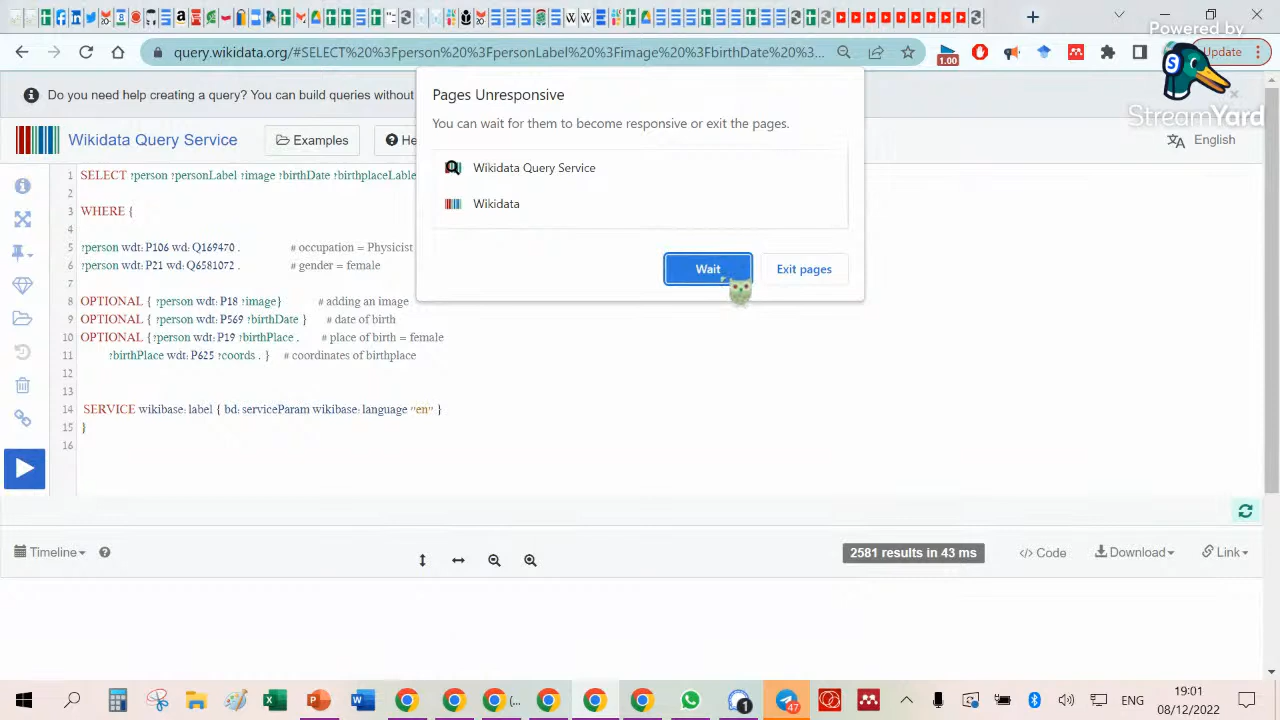 Powered by
StreamYard
query.wikidata.org/#SELECT%20%3Fperson%20%3FpersonLabel%20%3Fimage%20%3FbirthDate%20%3...
1.00
Update
Do you need help creating a query? You can build queries without
Pages Unresponsive
You can wait for them to become responsive or exit the pages.
Wikidata Query Service
Wikidata
Wait
Exit pages
Wikidata Query Service
Examples
He
English
1 SELECT ?person ?personLabel ?image ?birthDate ?birthplaceLable
2
3 WHERE {
4
5 ?person wdt:P106 wd:Q169470 . # occupation = Physicist
6 ?person wdt:P21 wd:Q6581072 . # gender = female
7
8 OPTIONAL { ?person wdt:P18 ?image} # adding an image
9 OPTIONAL { ?person wdt:P569 ?birthDate } # date of birth
10 OPTIONAL {?person wdt:P19 ?birthPlace . # place of birth = female
11 ?birthPlace wdt:P625 ?coords . } # coordinates of birthplace
12
13
14 SERVICE wikibase:label { bd:serviceParam wikibase:language "en" }
15 }
16
Timeline
2581 results in 43 ms
</> Code
Download
Link
1
47
ENG
19:01
08/12/2022